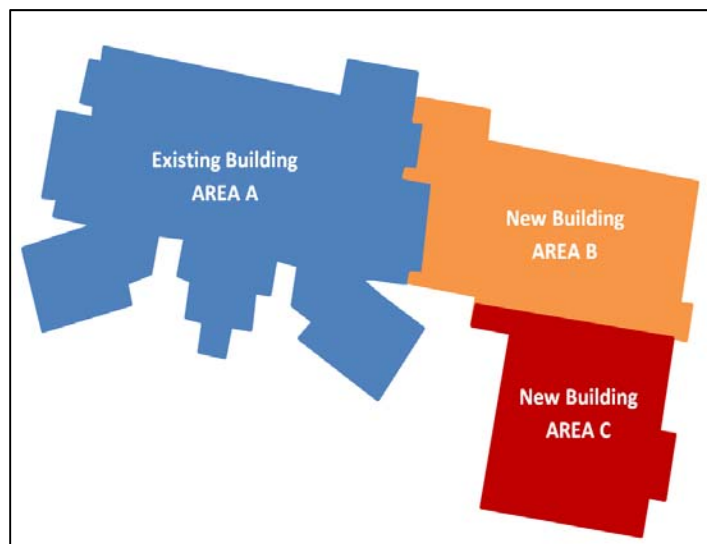 Existing Building
AREA A
New Building
AREA B
New Building
AREA C